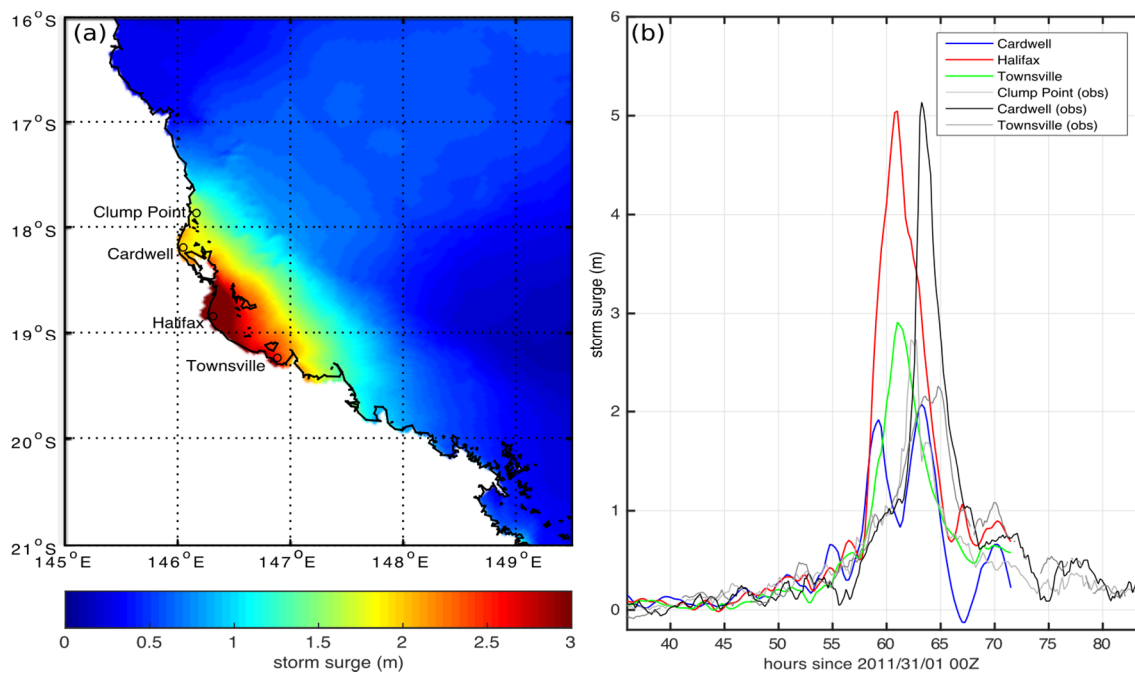 (a)
16°S
17°S
18°S
19°S
20°S
21°S
Clump Point
Cardwell
Halifax
Townsville
145°E
146°E
147°E
148°E
149°E
0
0.5
1
1.5
2
2.5
3
storm surge (m)
(b)
6
5
4
3
2
1
0
storm surge (m)
Cardwell
Halifax
Townsville
Clump Point (obs)
Cardwell (obs)
Townsville (obs)
40
45
50
55
60
65
70
75
80
hours since 2011/31/01 00Z